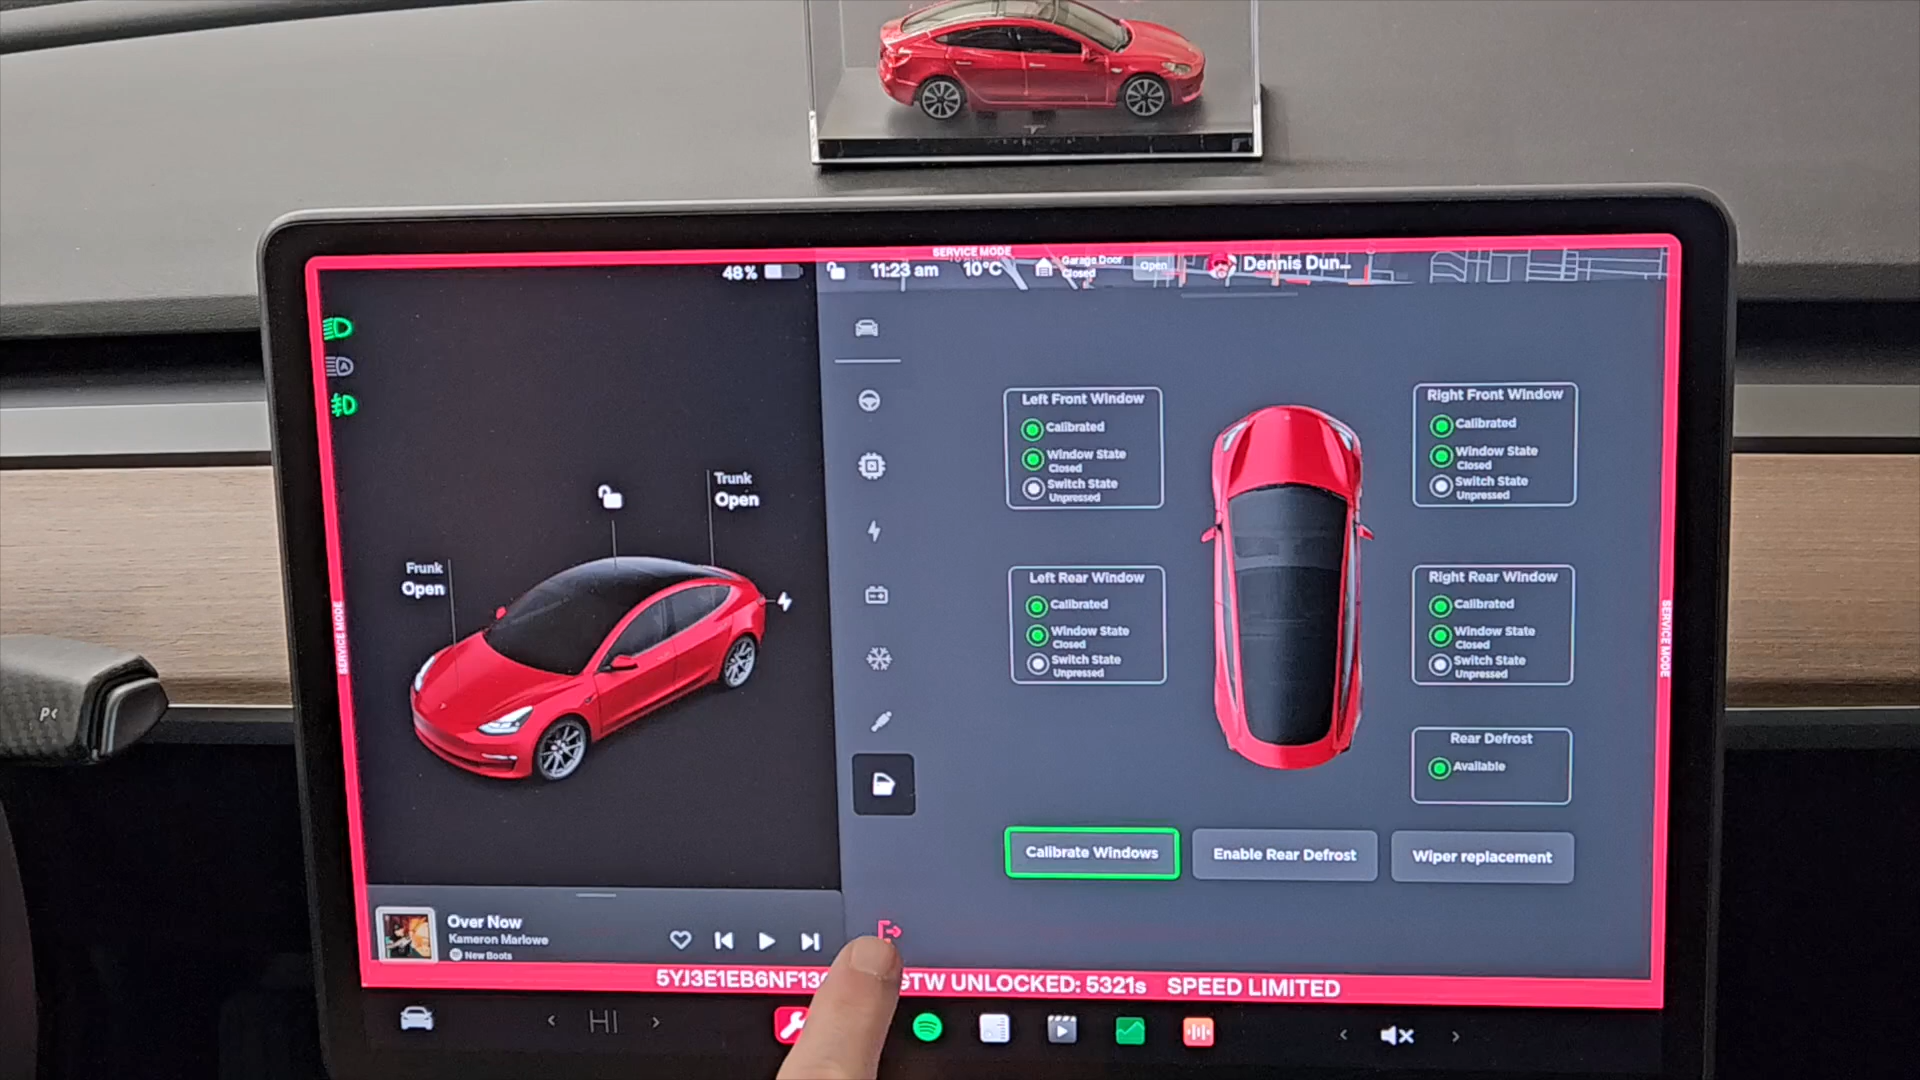 SERVICE MODE
48%
11:23 am
10°C
Garage Door
Closed
Open
Dennis Dun...
Trunk
Open
Frunk
Open
SERVICE MODE
Left Front Window
Calibrated
Window State
Closed
Switch State
Unpressed
Right Front Window
Calibrated
Window State
Closed
Switch State
Unpressed
Left Rear Window
Calibrated
Window State
Closed
Switch State
Unpressed
Right Rear Window
Calibrated
Window State
Closed
Switch State
Unpressed
SERVICE MODE
Rear Defrost
Available
Calibrate Windows
Enable Rear Defrost
Wiper replacement
Over Now
Kameron Marlowe
New Boots
UNLOCKED: 5321s SPEED LIMITED
HI
P